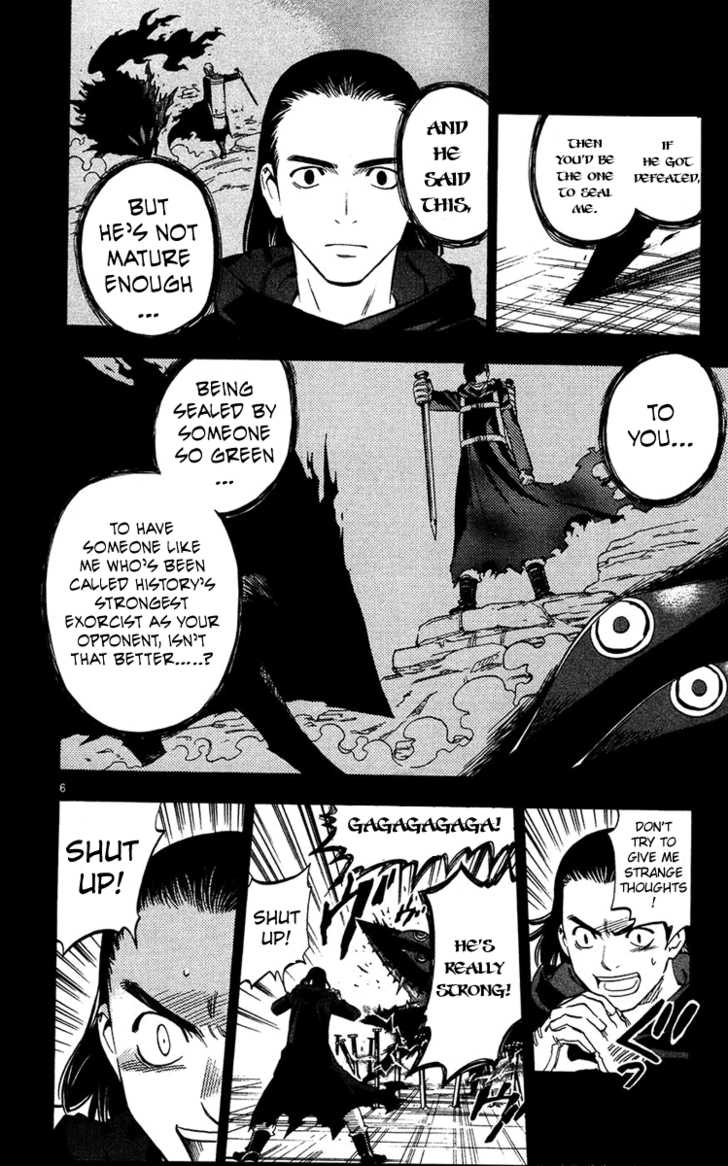 IF
HE GOT
DEFEATED,
THEN
YOU'D BE
THE ONE
TO SEAL
ME.
AND
HE
SAID
THIS,
BUT
HE'S NOT
MATURE
ENOUGH
...
TO
YOU...
BEING
SEALED BY
SOMEONE
SO GREEN
...
TO HAVE
SOMEONE LIKE
ME WHO'S BEEN
CALLED HISTORY'S
STRONGEST
EXORCIST AS YOUR
OPPONENT, ISN'T
THAT BETTER.....?
6
DON'T
TRY TO
GIVE ME
STRANGE
THOUGHTS
!
GAGAGAGAGA!
HE'S
REALLY
STRONG!
SHUT
UP!
SHUT
UP!